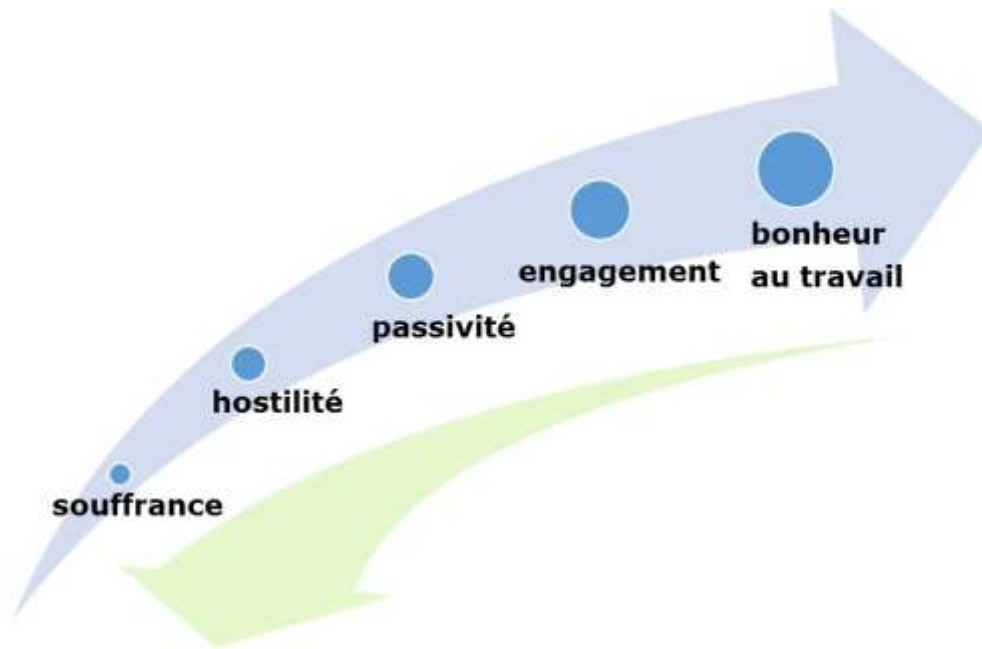 souffrance
hostilité
passivité
engagement
bonheur
au travail